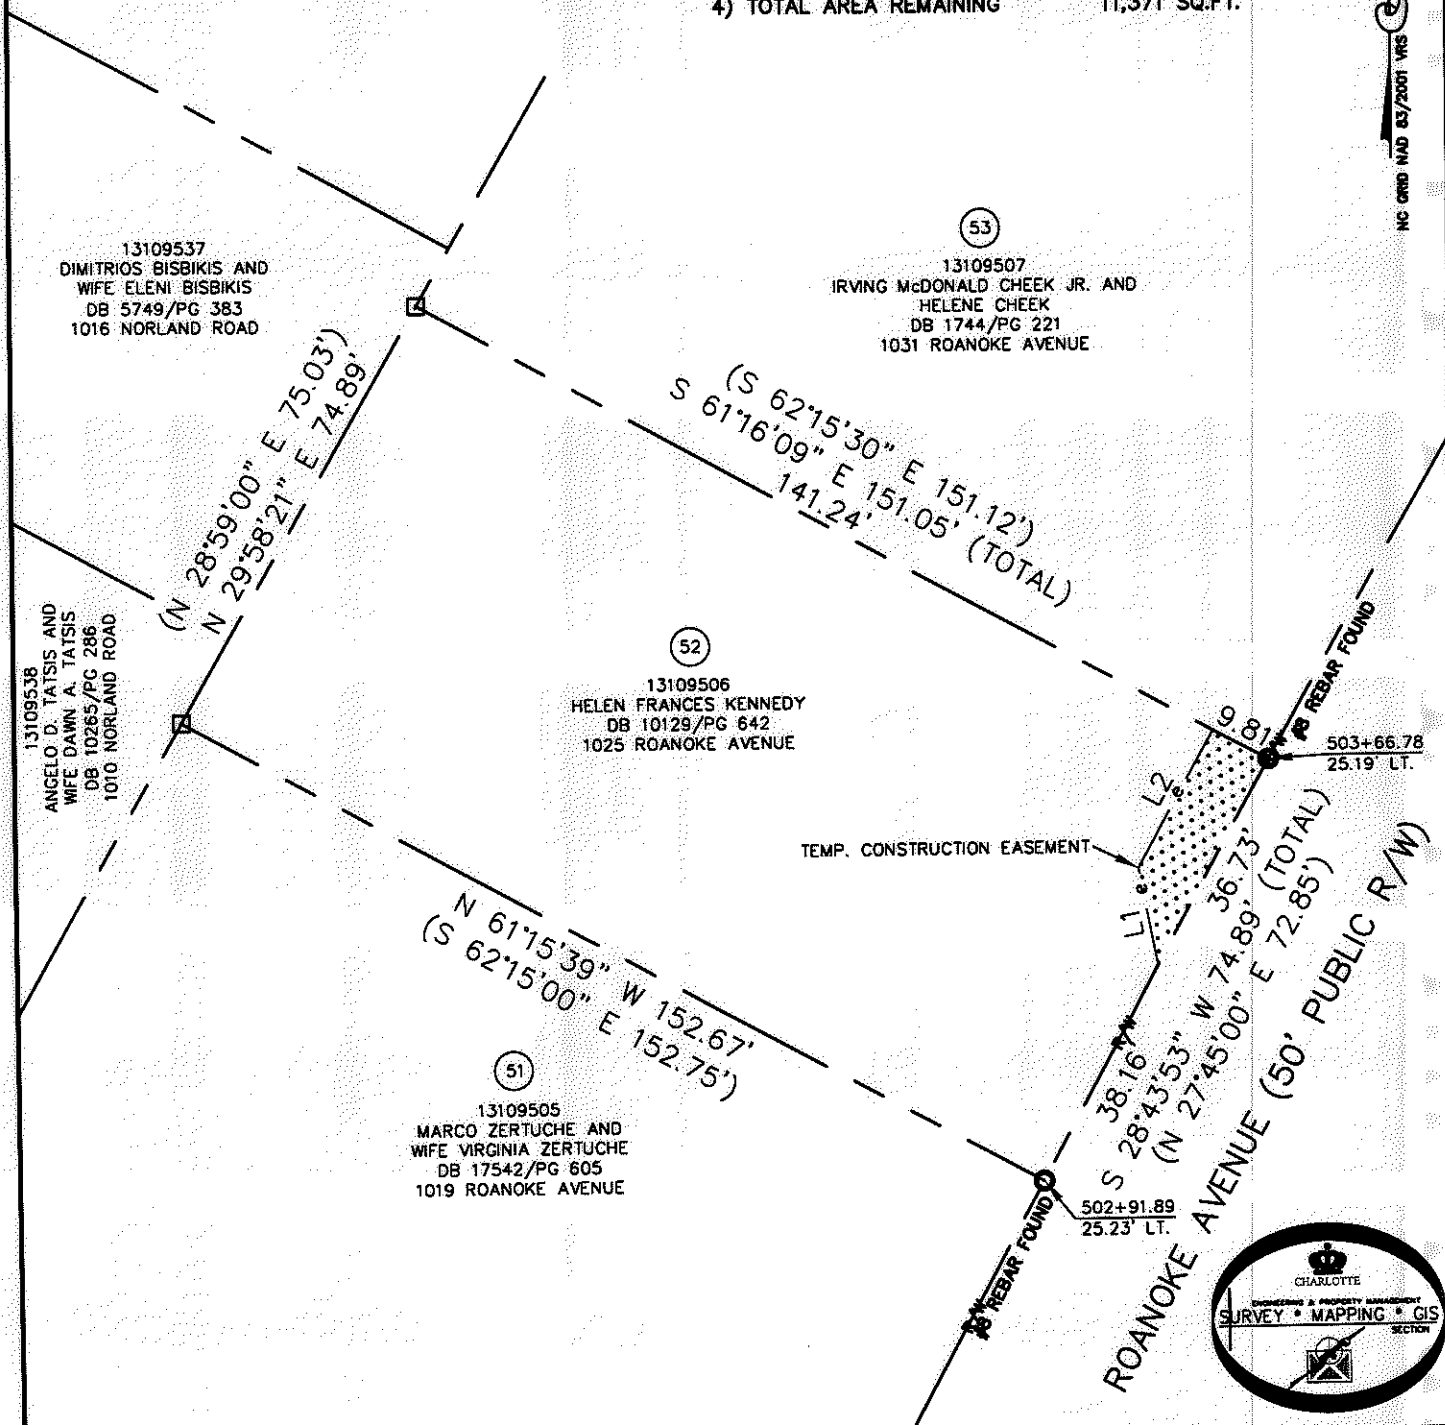 4) TOTAL AREA REMAINING 11,371 SQ.FT.
NC GRID NAD 83/2001 VRS
13109537
DIMITRIOS BISBIKIS AND
WIFE ELENI BISBIKIS
DB 5749/PG 383
1016 NORLAND ROAD
53
13109507
IRVING McDONALD CHEEK JR. AND
HELENE CHEEK
DB 1744/PG 221
1031 ROANOKE AVENUE
(N 28°59'00" E 75.03')
N 29°58'21" E 74.89'
(S 62°15'30" E 151.12')
S 61°16'09" E 151.05' (TOTAL)
141.24'
13109538
ANGELO D. TATSIS AND
WIFE DAWN A. TATSIS
DB 10265/PG 286
1010 NORLAND ROAD
52
13109506
HELEN FRANCES KENNEDY
DB 10129/PG 642
1025 ROANOKE AVENUE
9.81'
REBAR FOUND
503+66.78
25.19' LT.
L2
e
TEMP. CONSTRUCTION EASEMENT
e
L1
36.73'
R/W
38.16'
S 28°43'53" W 74.89' (TOTAL)
(N 27°45'00" E 72.85')
N 61°15'39" W 152.67'
(S 62°15'00" E 152.75')
51
13109505
MARCO ZERTUCHE AND
WIFE VIRGINIA ZERTUCHE
DB 17542/PG 605
1019 ROANOKE AVENUE
502+91.89
25.23' LT.
REBAR FOUND
ROANOKE AVENUE (50' PUBLIC R/W)
CHARLOTTE
ENGINEERING & PROPERTY MANAGEMENT
SURVEY * MAPPING * GIS
SECTION